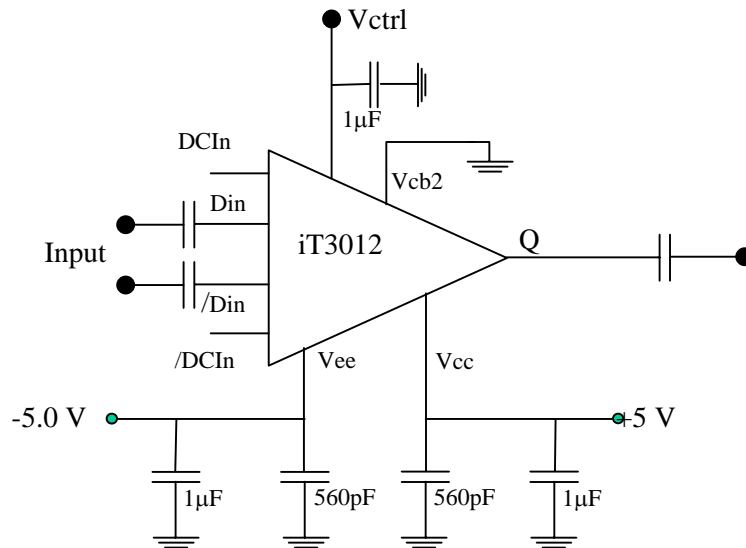 Vctrl
1μF
DCIn
Vcb2
Din
Input
iT3012
Q
/Din
/DCIn
Vee
Vcc
-5.0 V
+5 V
1μF
560pF
560pF
1μF